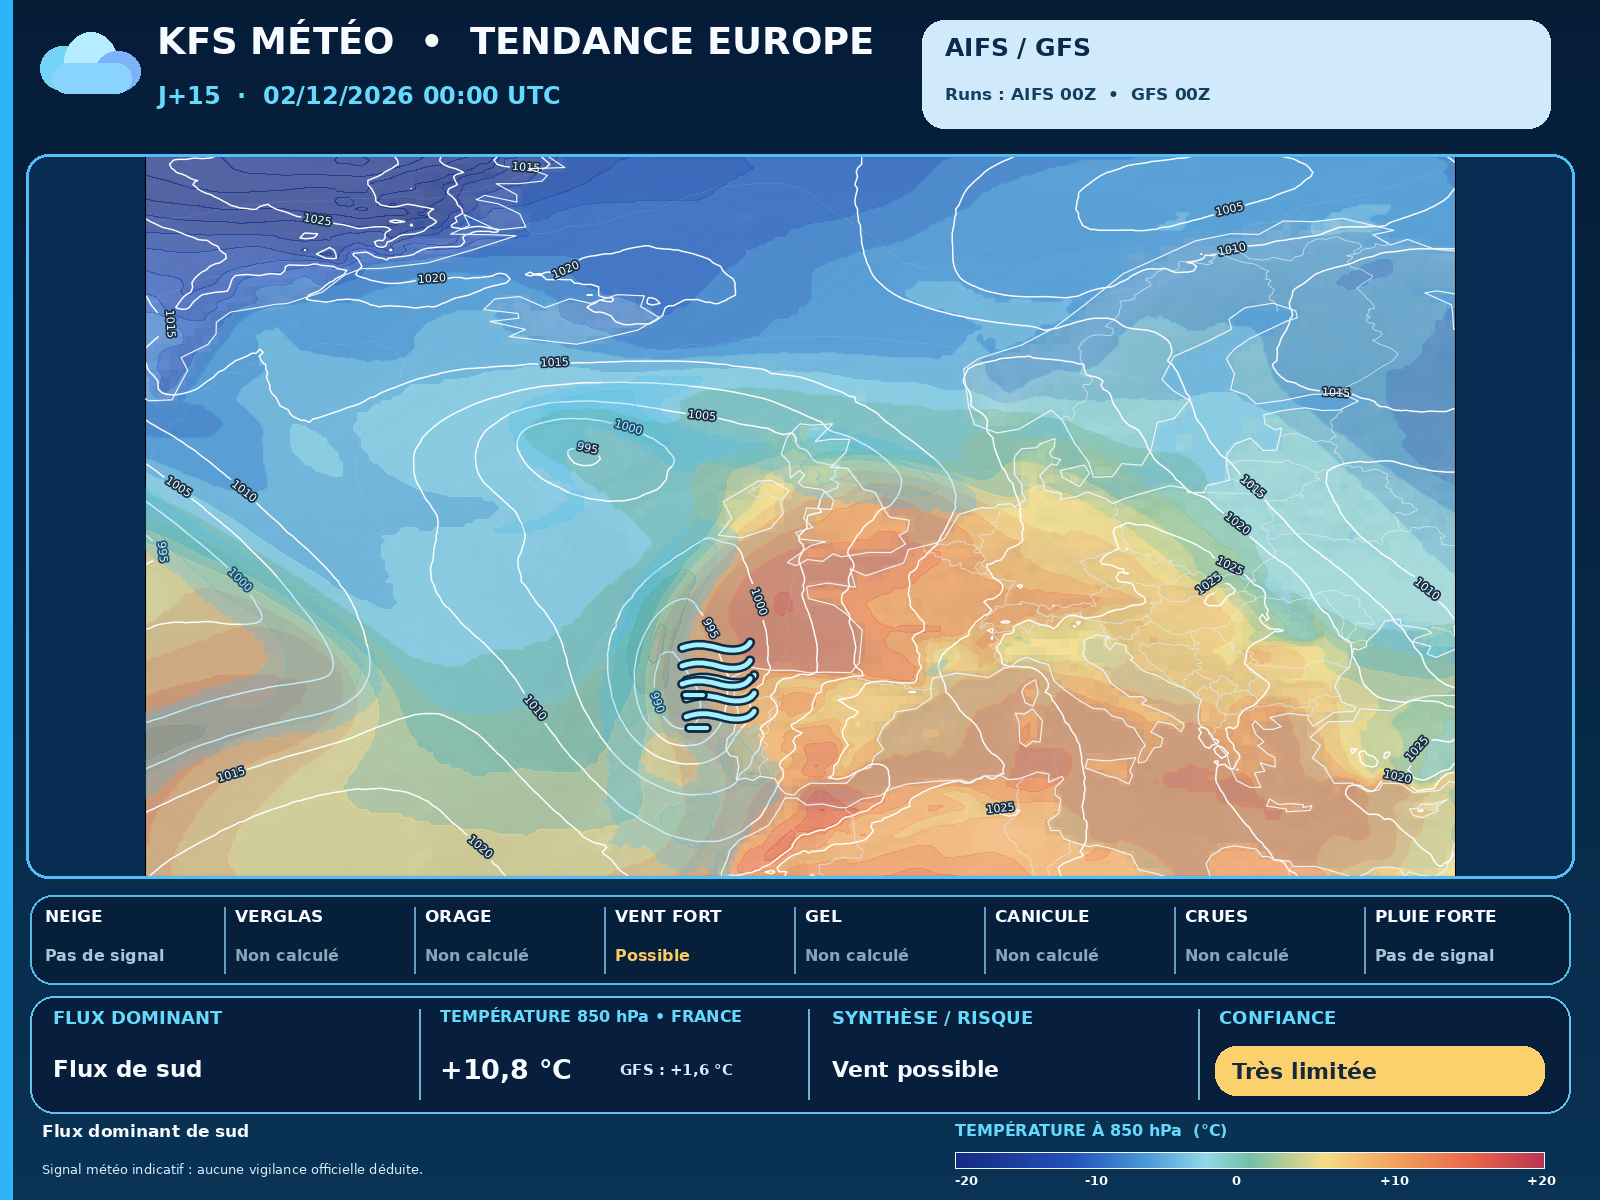 KFS MÉTÉO • TENDANCE EUROPE
J+15 · 02/12/2026 00:00 UTC
AIFS / GFS
Runs : AIFS 00Z • GFS 00Z
1015
1025
1005
1010
1020
1020
1015
1015
1015
1005
1000
995
1005
1010
995
1000
1015
1020
1025
1025
1010
1000
995
990
1010
1015
1020
1025
1025
1020
NEIGE
Pas de signal
VERGLAS
Non calculé
ORAGE
Non calculé
VENT FORT
Possible
GEL
Non calculé
CANICULE
Non calculé
CRUES
Non calculé
PLUIE FORTE
Pas de signal
FLUX DOMINANT
Flux de sud
TEMPÉRATURE 850 hPa • FRANCE
+10,8 °C GFS : +1,6 °C
SYNTHÈSE / RISQUE
Vent possible
CONFIANCE
Très limitée
Flux dominant de sud
Signal météo indicatif : aucune vigilance officielle déduite.
TEMPÉRATURE À 850 hPa (°C)
-20 -10 0 +10 +20